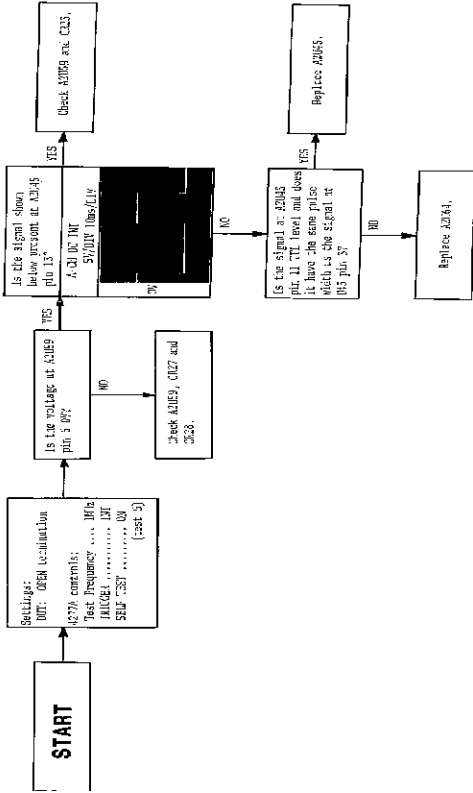 START
Settings:
DUT: OPEN termination
4277A controls:
Test Frequency .... 1MHz
TRIGGER .......... INT
SELF TEST ......... ON
(test 5)
Is the voltage at A2U59
pin 5 0V?
YES
NO
Check A2U59, CR27 and
CR28.
Is the signal shown
below present at A2U45
pin 13?
A-CH DC INT
5V/DIV 10ms/DIV
0V
YES
Check A2U59 and CR25.
NO
Is the signal at A2U45
pin 11 TTL level and does
it have the same pulse
width as the signal at
U45 pin 3?
YES
Replace A2U45.
NO
Replace A2U64.